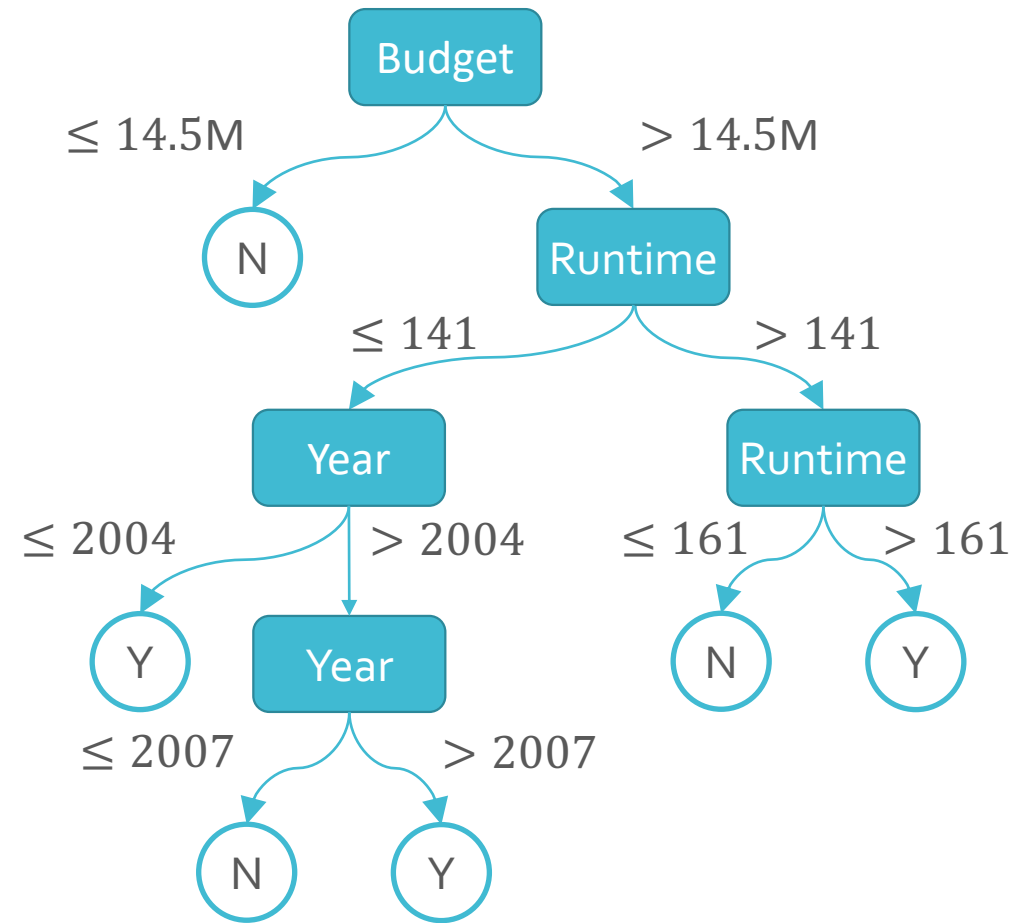 Budget
≤ 14.5M
> 14.5M
N
Runtime
≤ 141
> 141
Year
Runtime
≤ 2004
> 2004
≤ 161
> 161
Y
Year
N
Y
≤ 2007
> 2007
N
Y